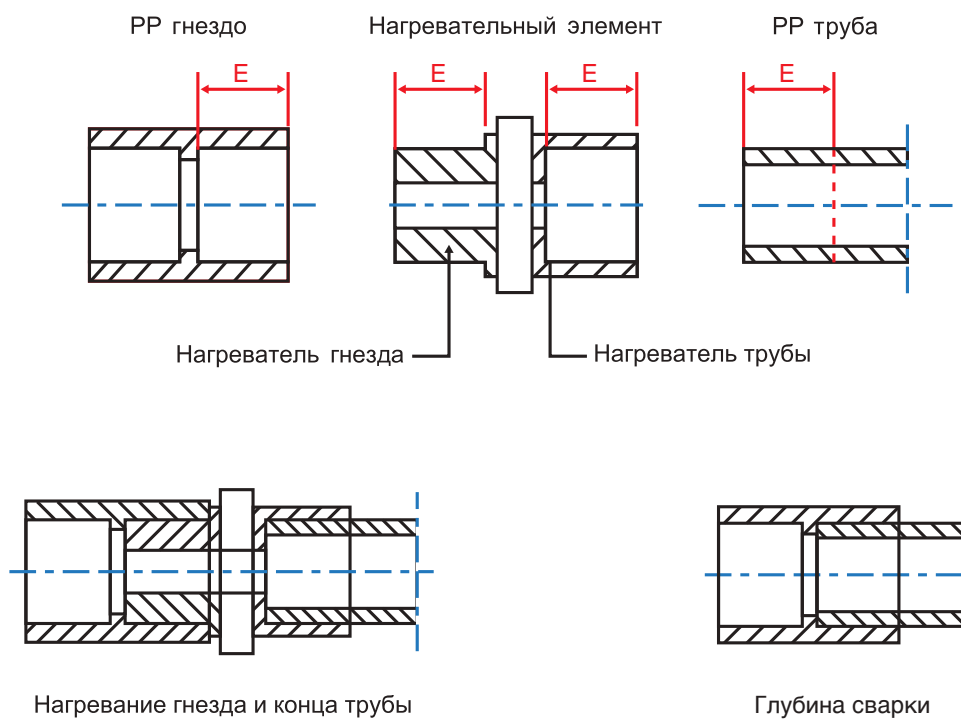 PP гнездо
Нагревательный элемент
PP труба
E
E
E
E
Нагреватель гнезда
Нагреватель трубы
Нагревание гнезда и конца трубы
Глубина сварки